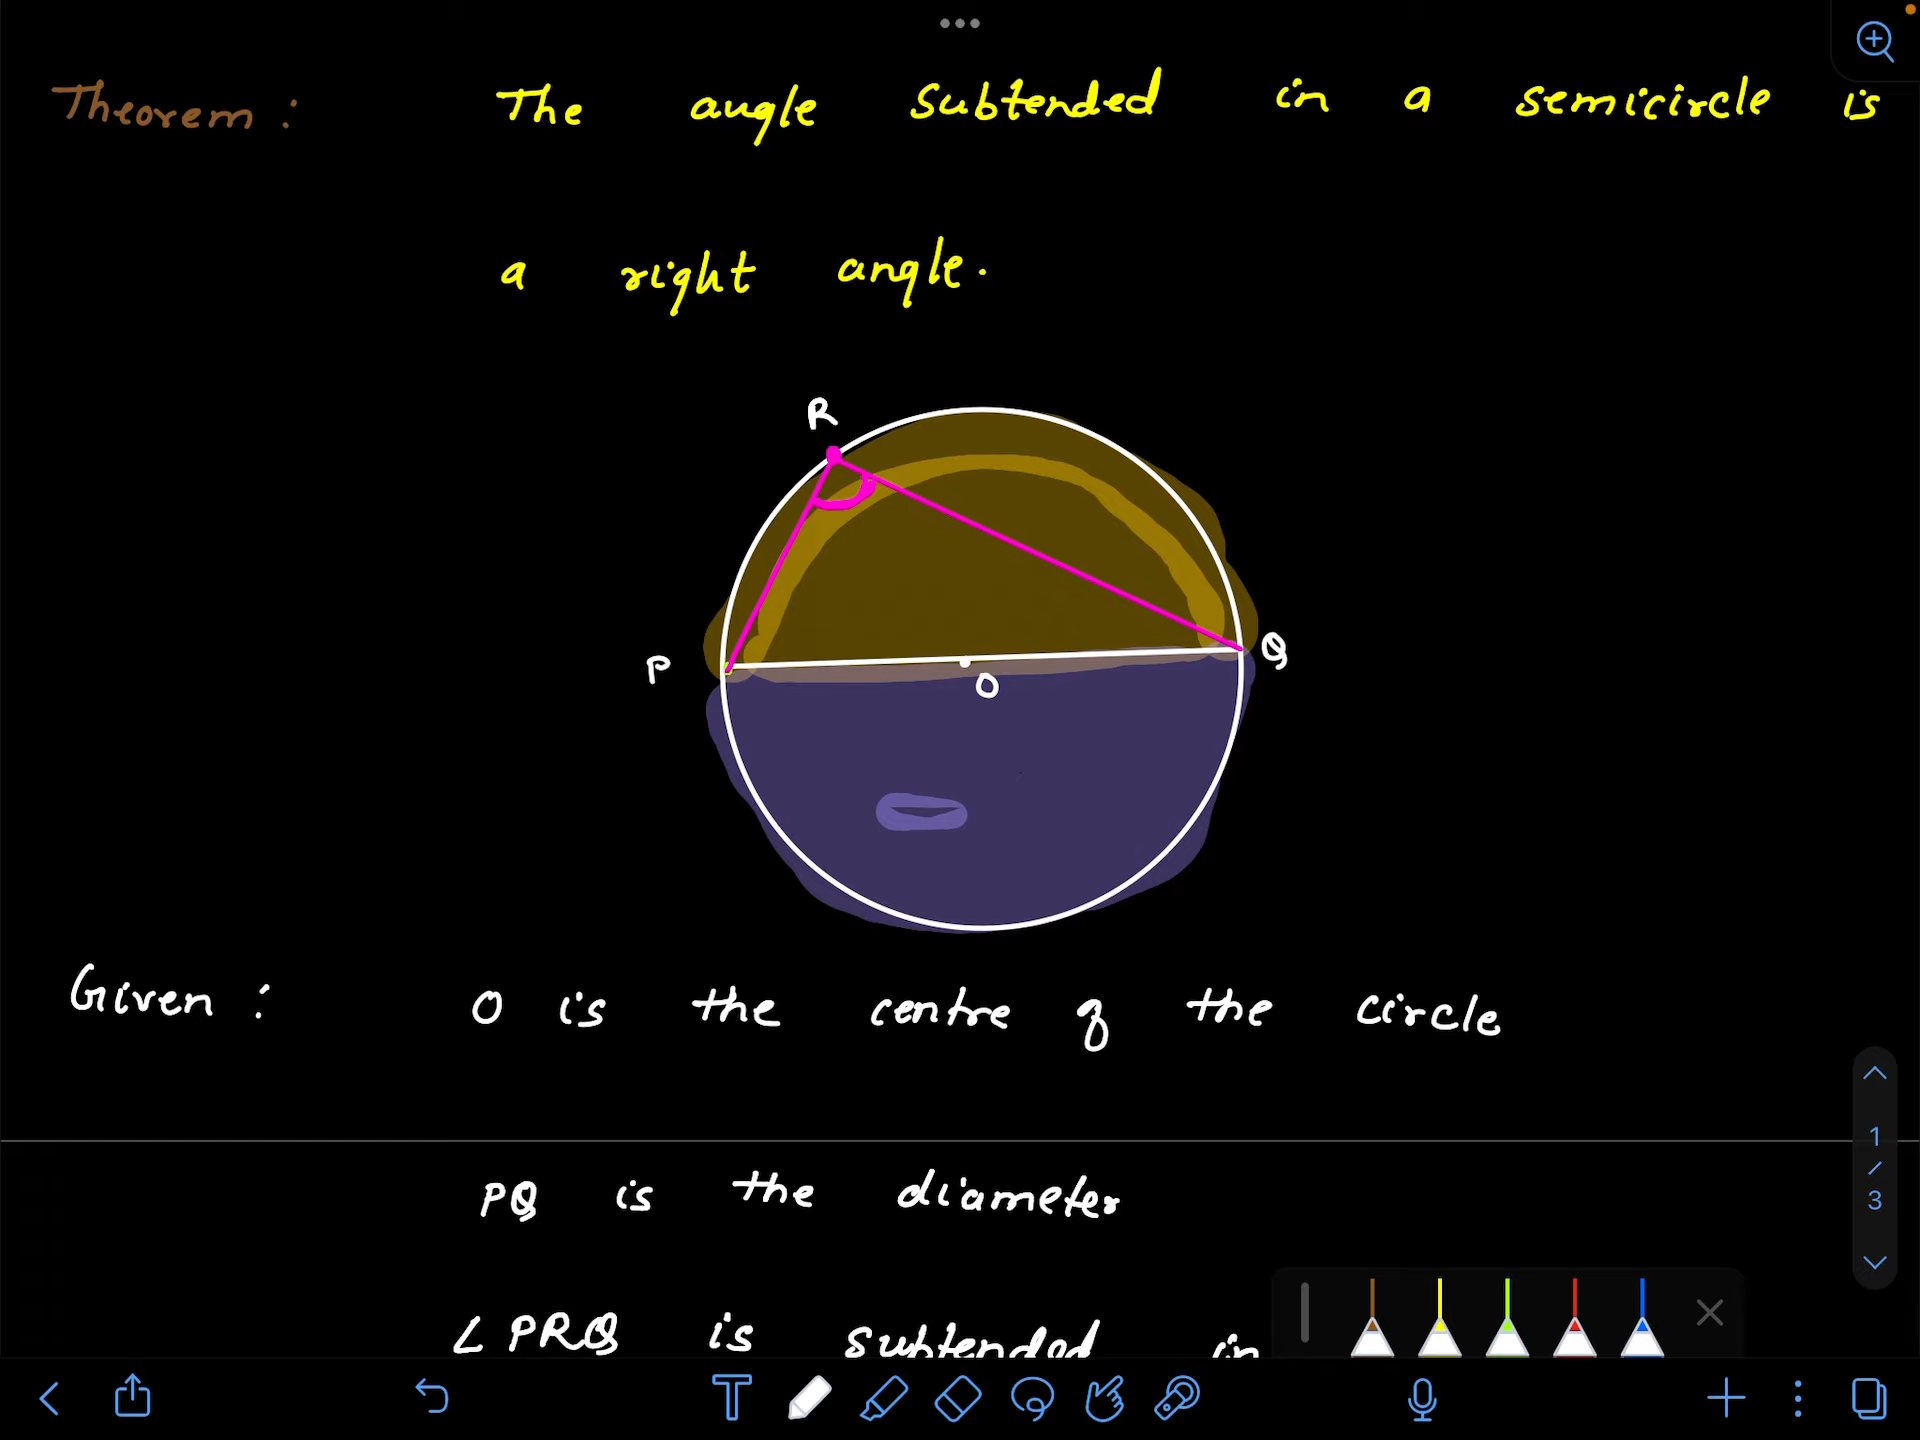 Theorem : The angle subtended in a semicircle is
a right angle.
R
P
Q
O
Given : O is the centre of the circle
1
/
3
PQ is the diameter
∠ PRQ is subtended in